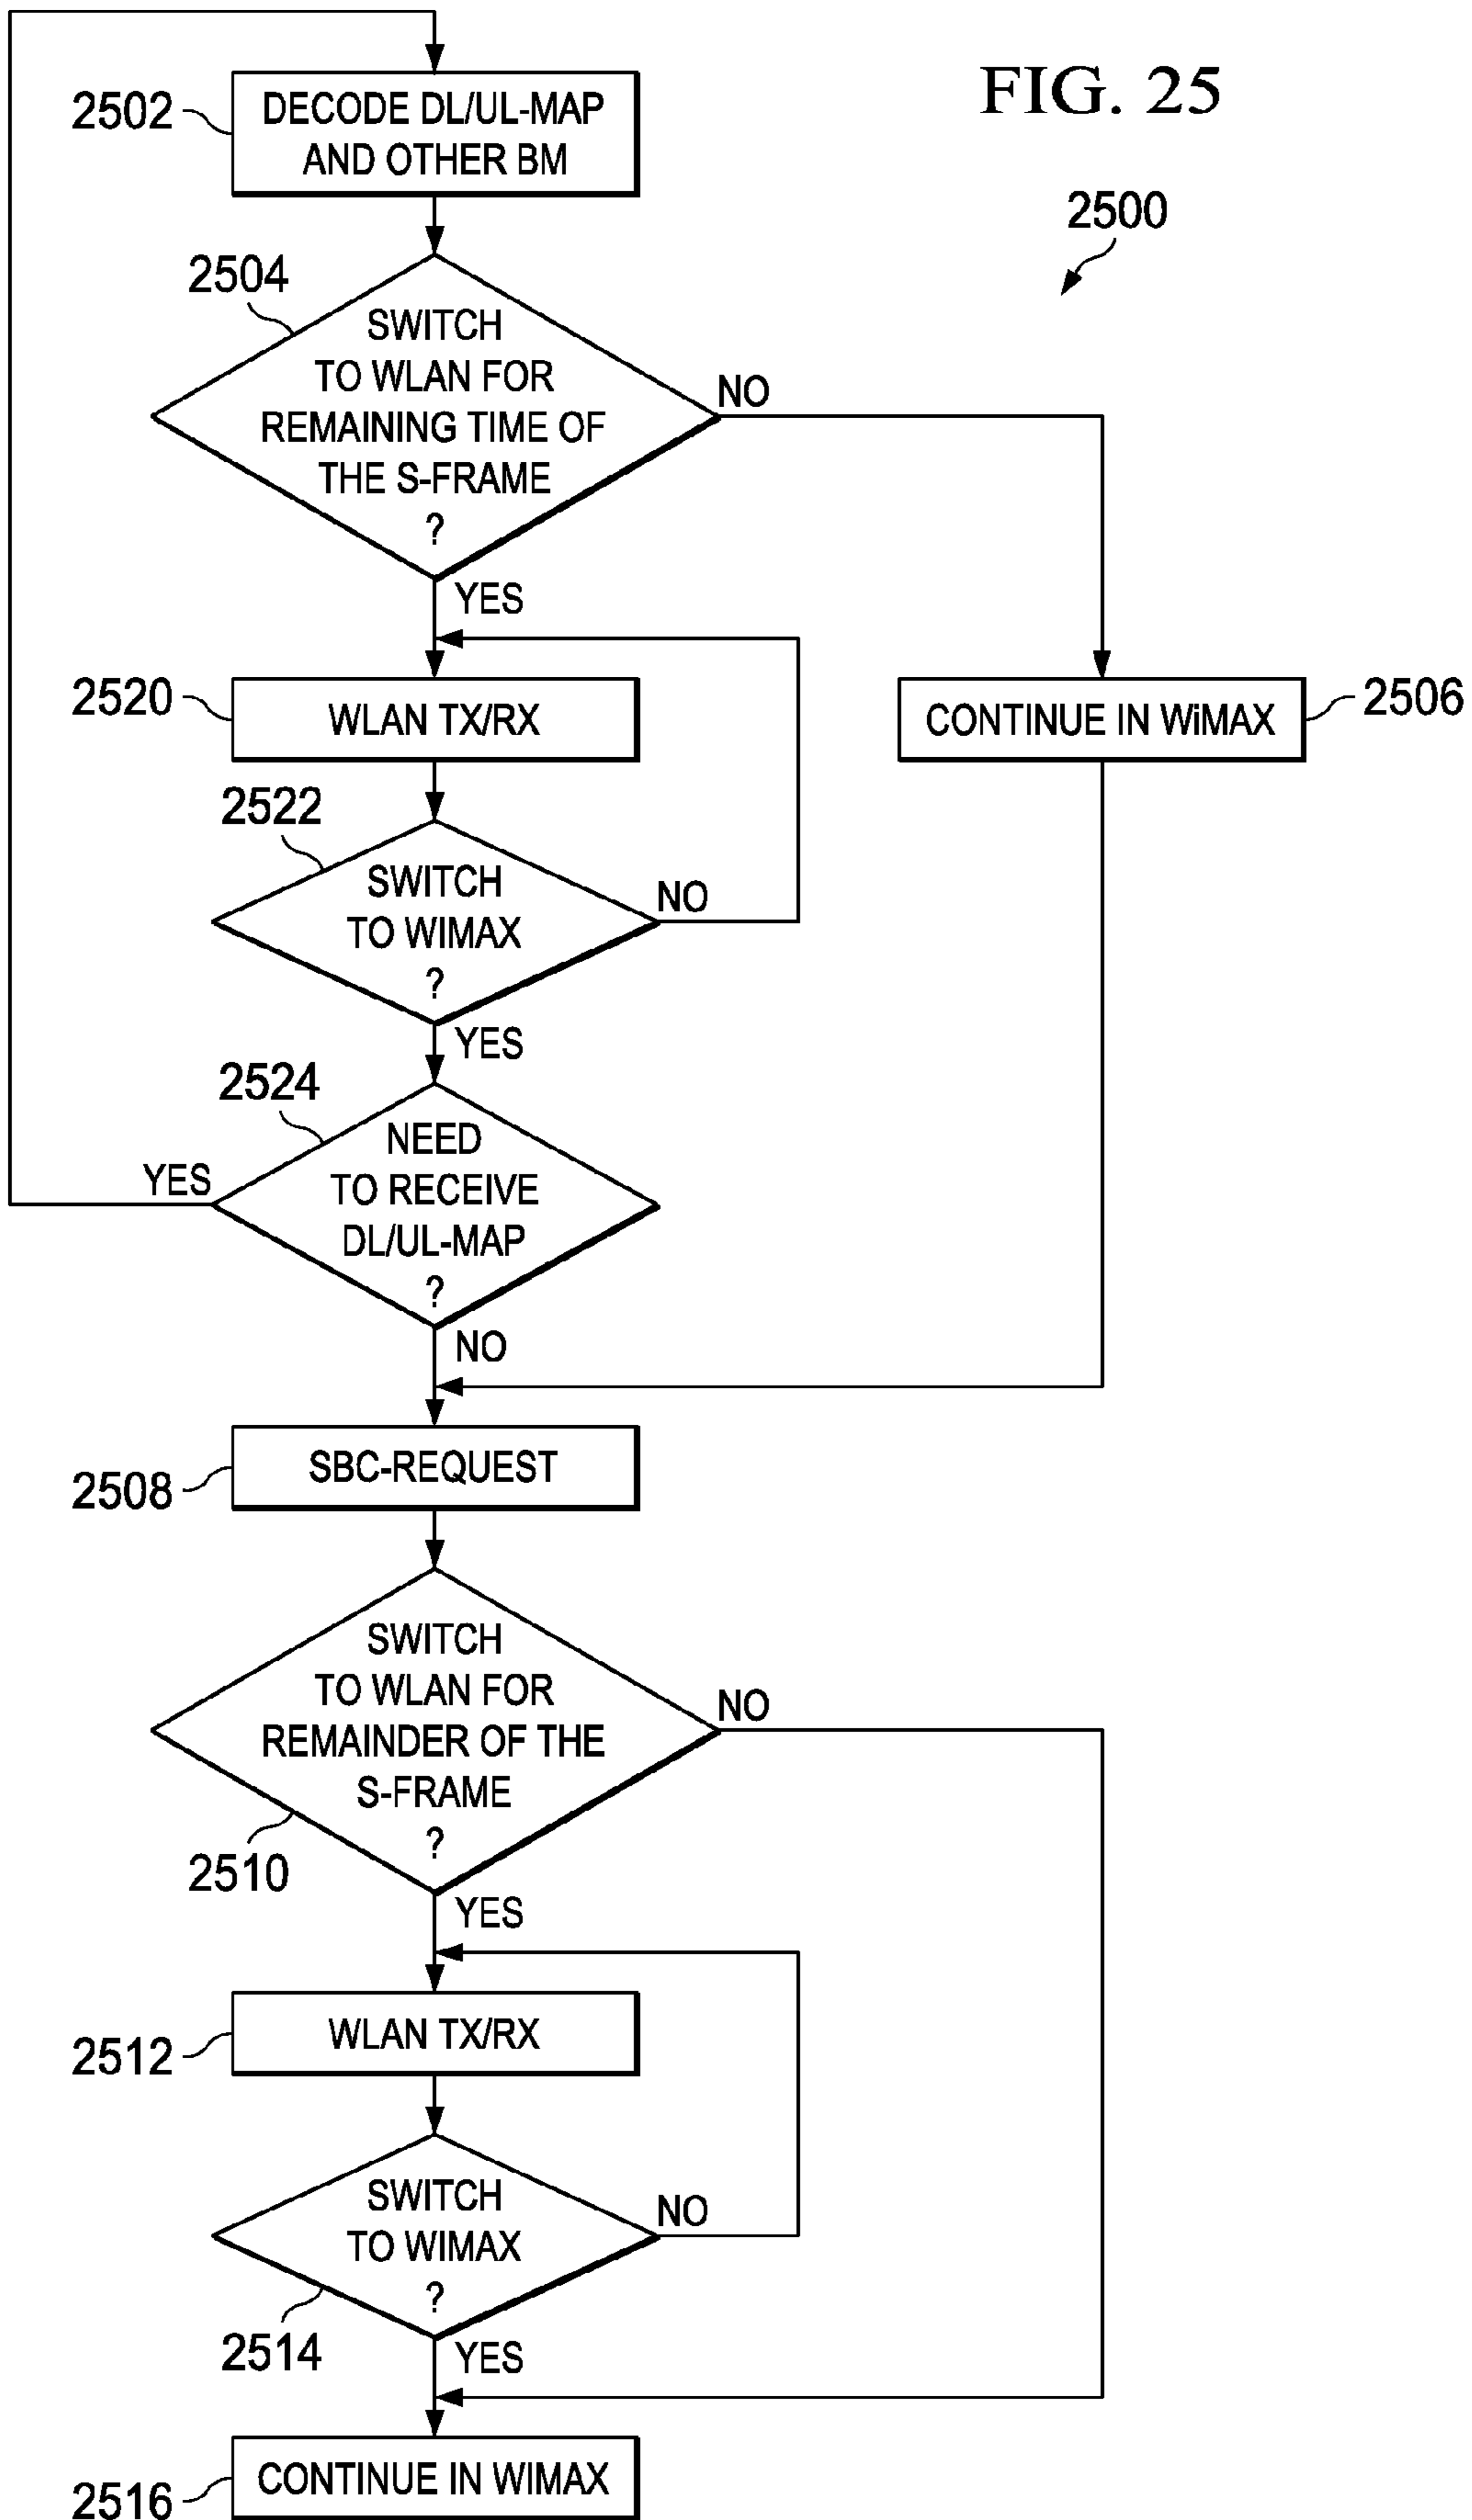 FIG. 25
2500
2502
DECODE DL/UL-MAP
AND OTHER BM
2504
SWITCH
TO WLAN FOR
REMAINING TIME OF
THE S-FRAME
?
NO
YES
2520
WLAN TX/RX
CONTINUE IN WiMAX
2506
2522
SWITCH
TO WIMAX
?
NO
YES
2524
NEED
TO RECEIVE
DL/UL-MAP
?
YES
NO
SBC-REQUEST
2508
SWITCH
TO WLAN FOR
REMAINDER OF THE
S-FRAME
?
NO
2510
YES
WLAN TX/RX
2512
SWITCH
TO WIMAX
?
NO
2514
YES
CONTINUE IN WIMAX
2516